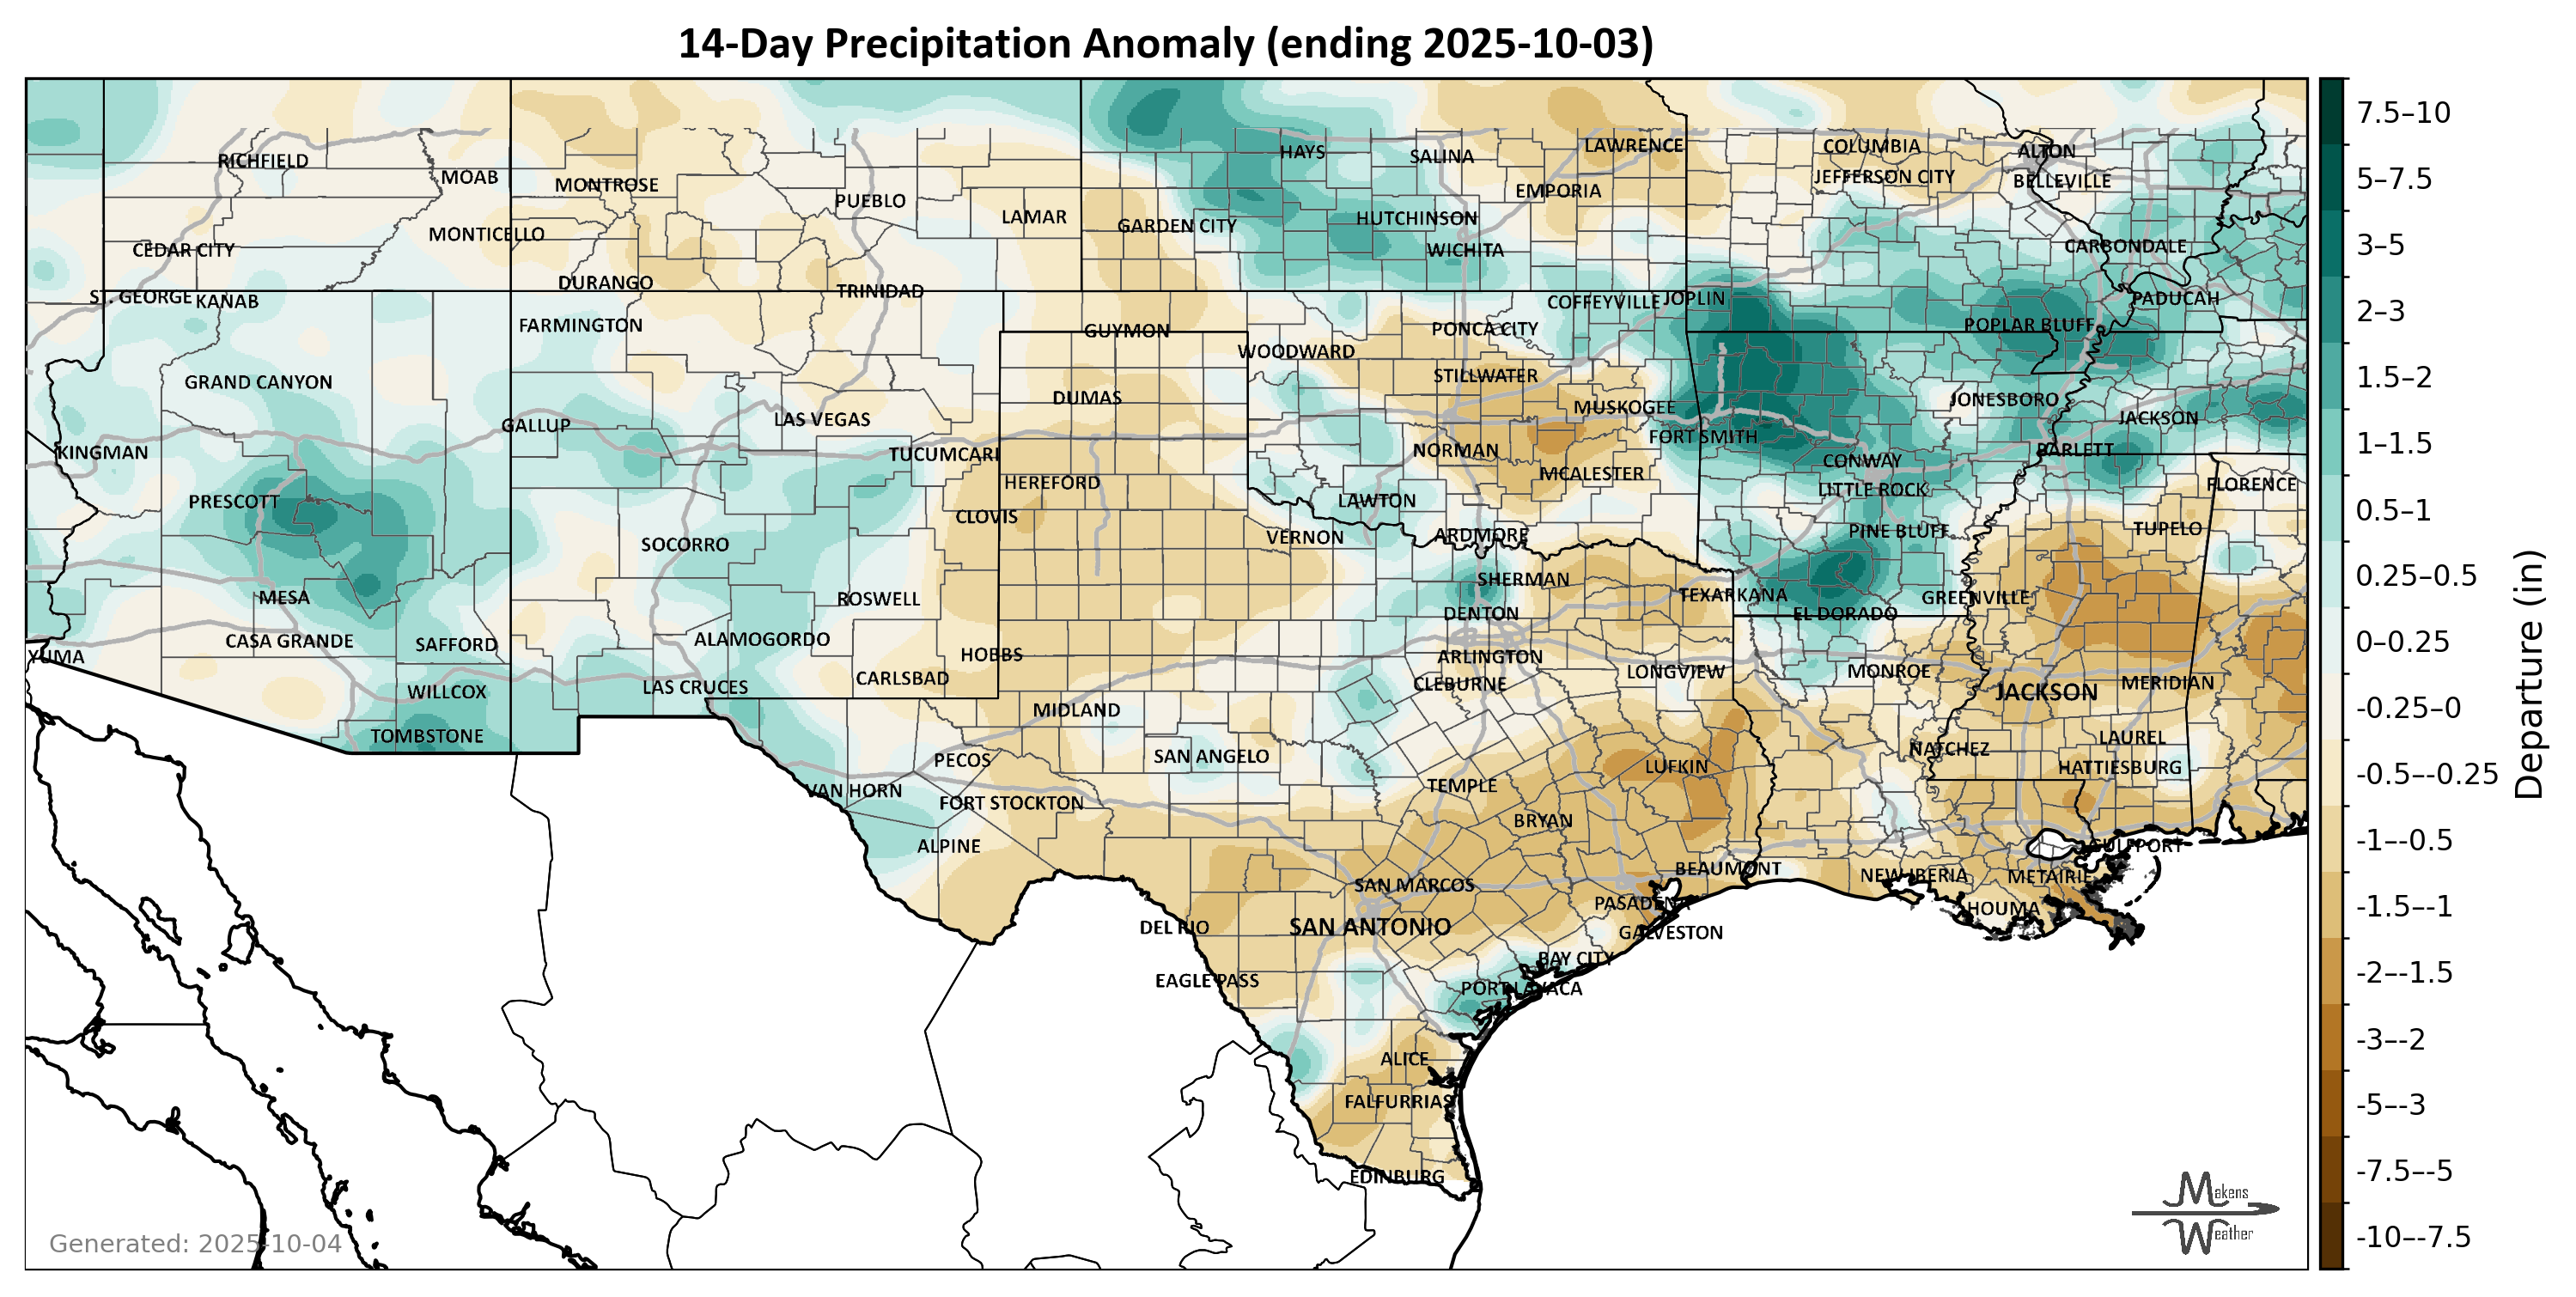 14-Day Precipitation Anomaly (ending 2025-10-03)
HAYS
SALINA
LAWRENCE
COLUMBIA
ALTON
RICHFIELD
MOAB
MONTROSE
EMPORIA
JEFFERSON CITY
BELLEVILLE
PUEBLO
LAMAR
GARDEN CITY
HUTCHINSON
CEDAR CITY
MONTICELLO
WICHITA
CARBONDALE
DURANGO
TRINIDAD
ST. GEORGE
KANAB
COFFEYVILLE
JOPLIN
PADUCAH
FARMINGTON
GUYMON
PONCA CITY
POPLAR BLUFF
WOODWARD
GRAND CANYON
STILLWATER
DUMAS
MUSKOGEE
JONESBORO
GALLUP
LAS VEGAS
JACKSON
KINGMAN
TUCUMCARI
NORMAN
FORT SMITH
BARLETT
CONWAY
HEREFORD
MCALESTER
LITTLE ROCK
FLORENCE
PRESCOTT
CLOVIS
LAWTON
SOCORRO
VERNON
ARDMORE
PINE BLUFF
TUPELO
MESA
ROSWELL
SHERMAN
TEXARKANA
GREENVILLE
DENTON
EL DORADO
CASA GRANDE
SAFFORD
ALAMOGORDO
YUMA
HOBBS
ARLINGTON
LONGVIEW
MONROE
WILLCOX
LAS CRUCES
CARLSBAD
CLEBURNE
JACKSON
MERIDIAN
MIDLAND
TOMBSTONE
PECOS
SAN ANGELO
NATCHEZ
LAUREL
LUFKIN
HATTIESBURG
VAN HORN
FORT STOCKTON
TEMPLE
BRYAN
ALPINE
GULFPORT
BEAUMONT
SAN MARCOS
NEW IBERIA
METAIRIE
PASADENA
HOUMA
DEL RIO
SAN ANTONIO
GALVESTON
BAY CITY
EAGLE PASS
PORT LAVACA
ALICE
FALFURRIAS
EDINBURG
Generated: 2025-10-04
Makens
Weather
7.5–10
5–7.5
3–5
2–3
1.5–2
1–1.5
0.5–1
0.25–0.5
0–0.25
-0.25–0
-0.5–-0.25
-1–-0.5
-1.5–-1
-2–-1.5
-3–-2
-5–-3
-7.5–-5
-10–-7.5
Departure (in)